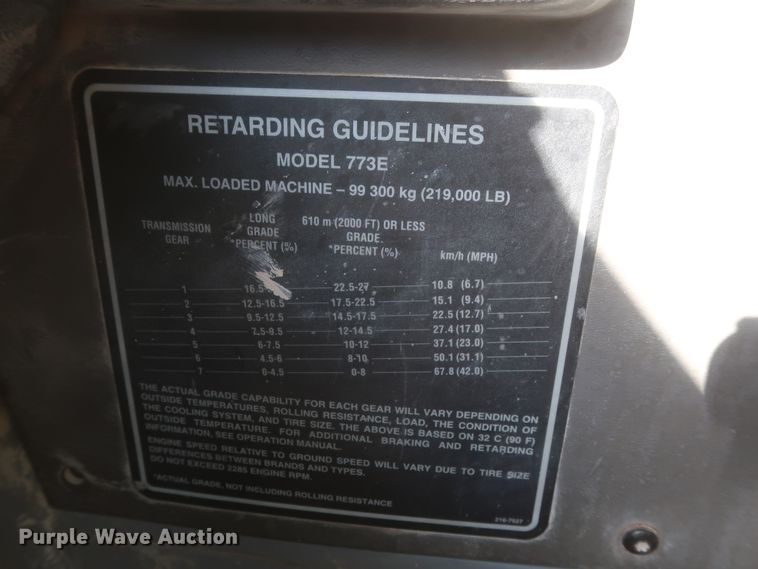 RETARDING GUIDELINES
MODEL 773E
MAX. LOADED MACHINE – 99 300 kg (219,000 LB)
TRANSMISSION GEAR LONG GRADE *PERCENT (%) 610 m (2000 FT) OR LESS GRADE *PERCENT (%) km/h (MPH)
1 16.5- 22.5-27 10.8 (6.7)
2 12.5-16.5 17.5-22.5 15.1 (9.4)
3 9.5-12.5 14.5-17.5 22.5 (12.7)
4 7.5-9.5 12-14.5 27.4 (17.0)
5 6-7.5 10-12 37.1 (23.0)
6 4.5-6 8-10 50.1 (31.1)
7 0-4.5 0-8 67.8 (42.0)
THE ACTUAL GRADE CAPABILITY FOR EACH GEAR WILL VARY DEPENDING ON
OUTSIDE TEMPERATURES, ROLLING RESISTANCE, LOAD, THE CONDITION OF
THE COOLING SYSTEM, AND TIRE SIZE. THE ABOVE IS BASED ON 32 C (90 F)
OUTSIDE TEMPERATURE. FOR ADDITIONAL BRAKING AND RETARDING
INFORMATION, SEE OPERATION MANUAL.
ENGINE SPEED RELATIVE TO GROUND SPEED WILL VARY DUE TO TIRE SIZE
DIFFERENCES BETWEEN BRANDS AND TYPES.
DO NOT EXCEED 2285 ENGINE RPM.
*ACTUAL GRADE, NOT INCLUDING ROLLING RESISTANCE
216-7527
Purple Wave Auction